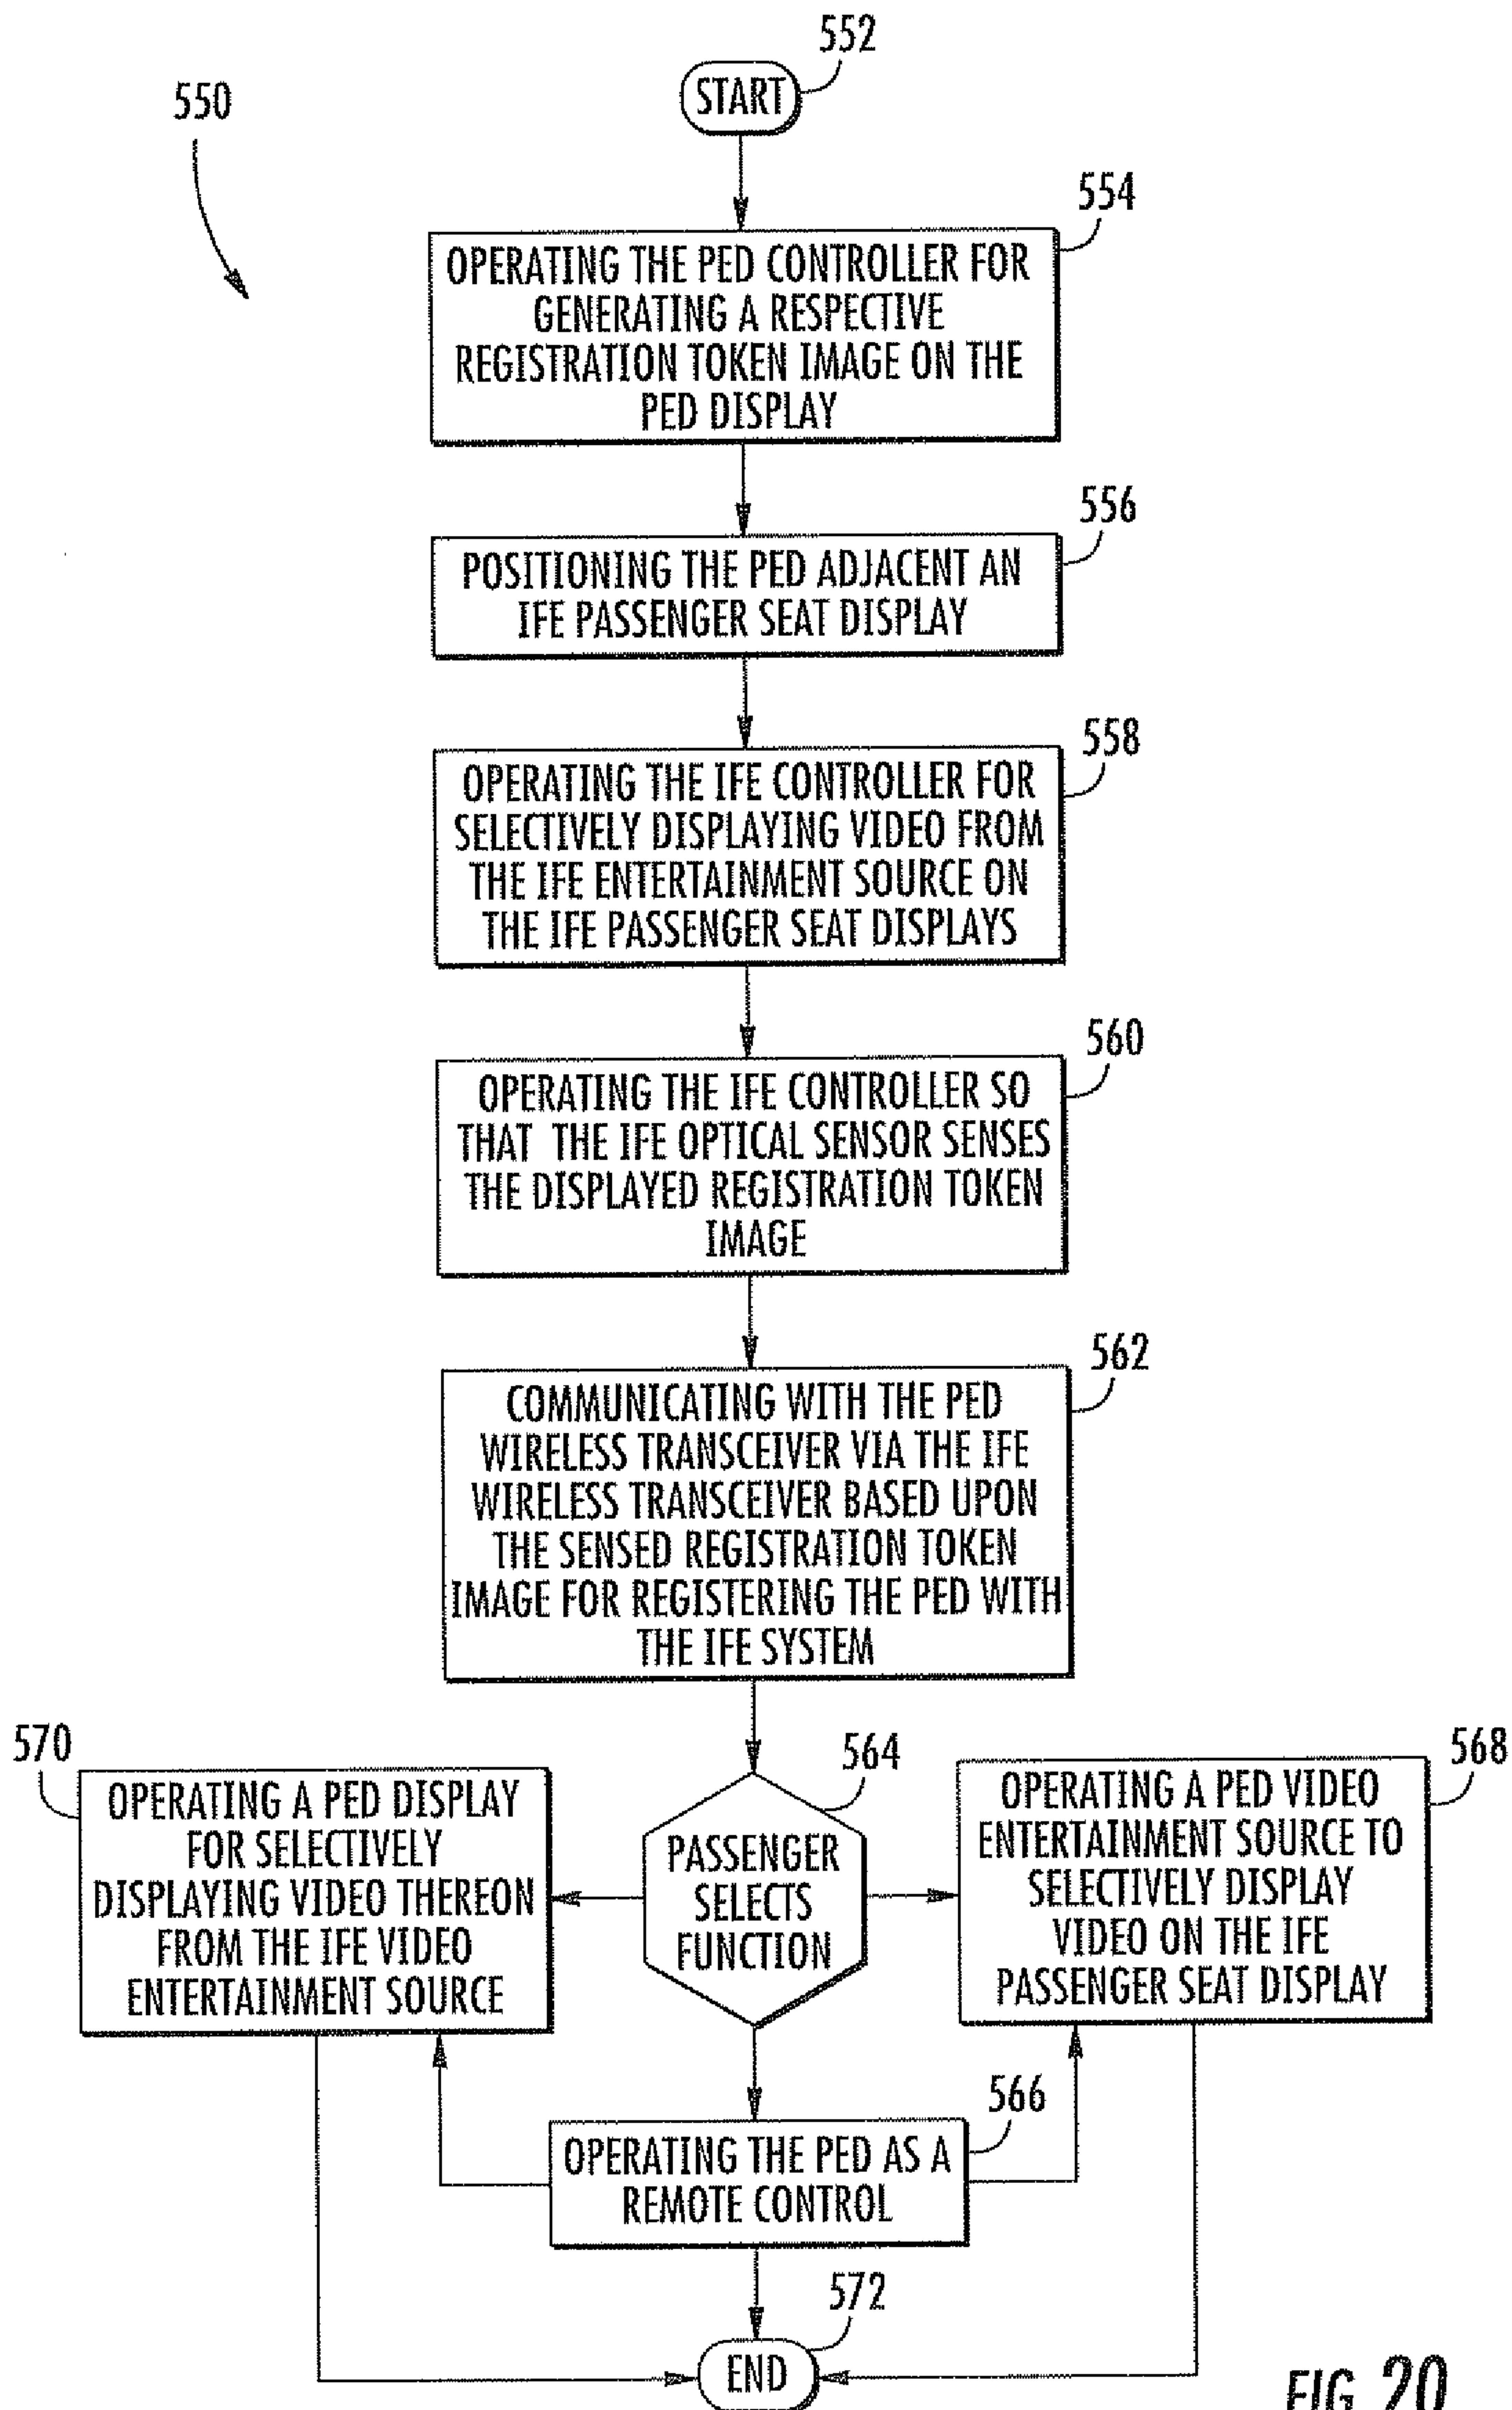 552
START
550
554
OPERATING THE PED CONTROLLER FOR
GENERATING A RESPECTIVE
REGISTRATION TOKEN IMAGE ON THE
PED DISPLAY
556
POSITIONING THE PED ADJACENT AN
IFE PASSENGER SEAT DISPLAY
558
OPERATING THE IFE CONTROLLER FOR
SELECTIVELY DISPLAYING VIDEO FROM
THE IFE ENTERTAINMENT SOURCE ON
THE IFE PASSENGER SEAT DISPLAYS
560
OPERATING THE IFE CONTROLLER SO
THAT THE IFE OPTICAL SENSOR SENSES
THE DISPLAYED REGISTRATION TOKEN
IMAGE
562
COMMUNICATING WITH THE PED
WIRELESS TRANSCEIVER VIA THE IFE
WIRELESS TRANSCEIVER BASED UPON
THE SENSED REGISTRATION TOKEN
IMAGE FOR REGISTERING THE PED WITH
THE IFE SYSTEM
570
OPERATING A PED DISPLAY
FOR SELECTIVELY
DISPLAYING VIDEO THEREON
FROM THE IFE VIDEO
ENTERTAINMENT SOURCE
564
PASSENGER
SELECTS
FUNCTION
568
OPERATING A PED VIDEO
ENTERTAINMENT SOURCE TO
SELECTIVELY DISPLAY
VIDEO ON THE IFE
PASSENGER SEAT DISPLAY
566
OPERATING THE PED AS A
REMOTE CONTROL
572
END
FIG. 20